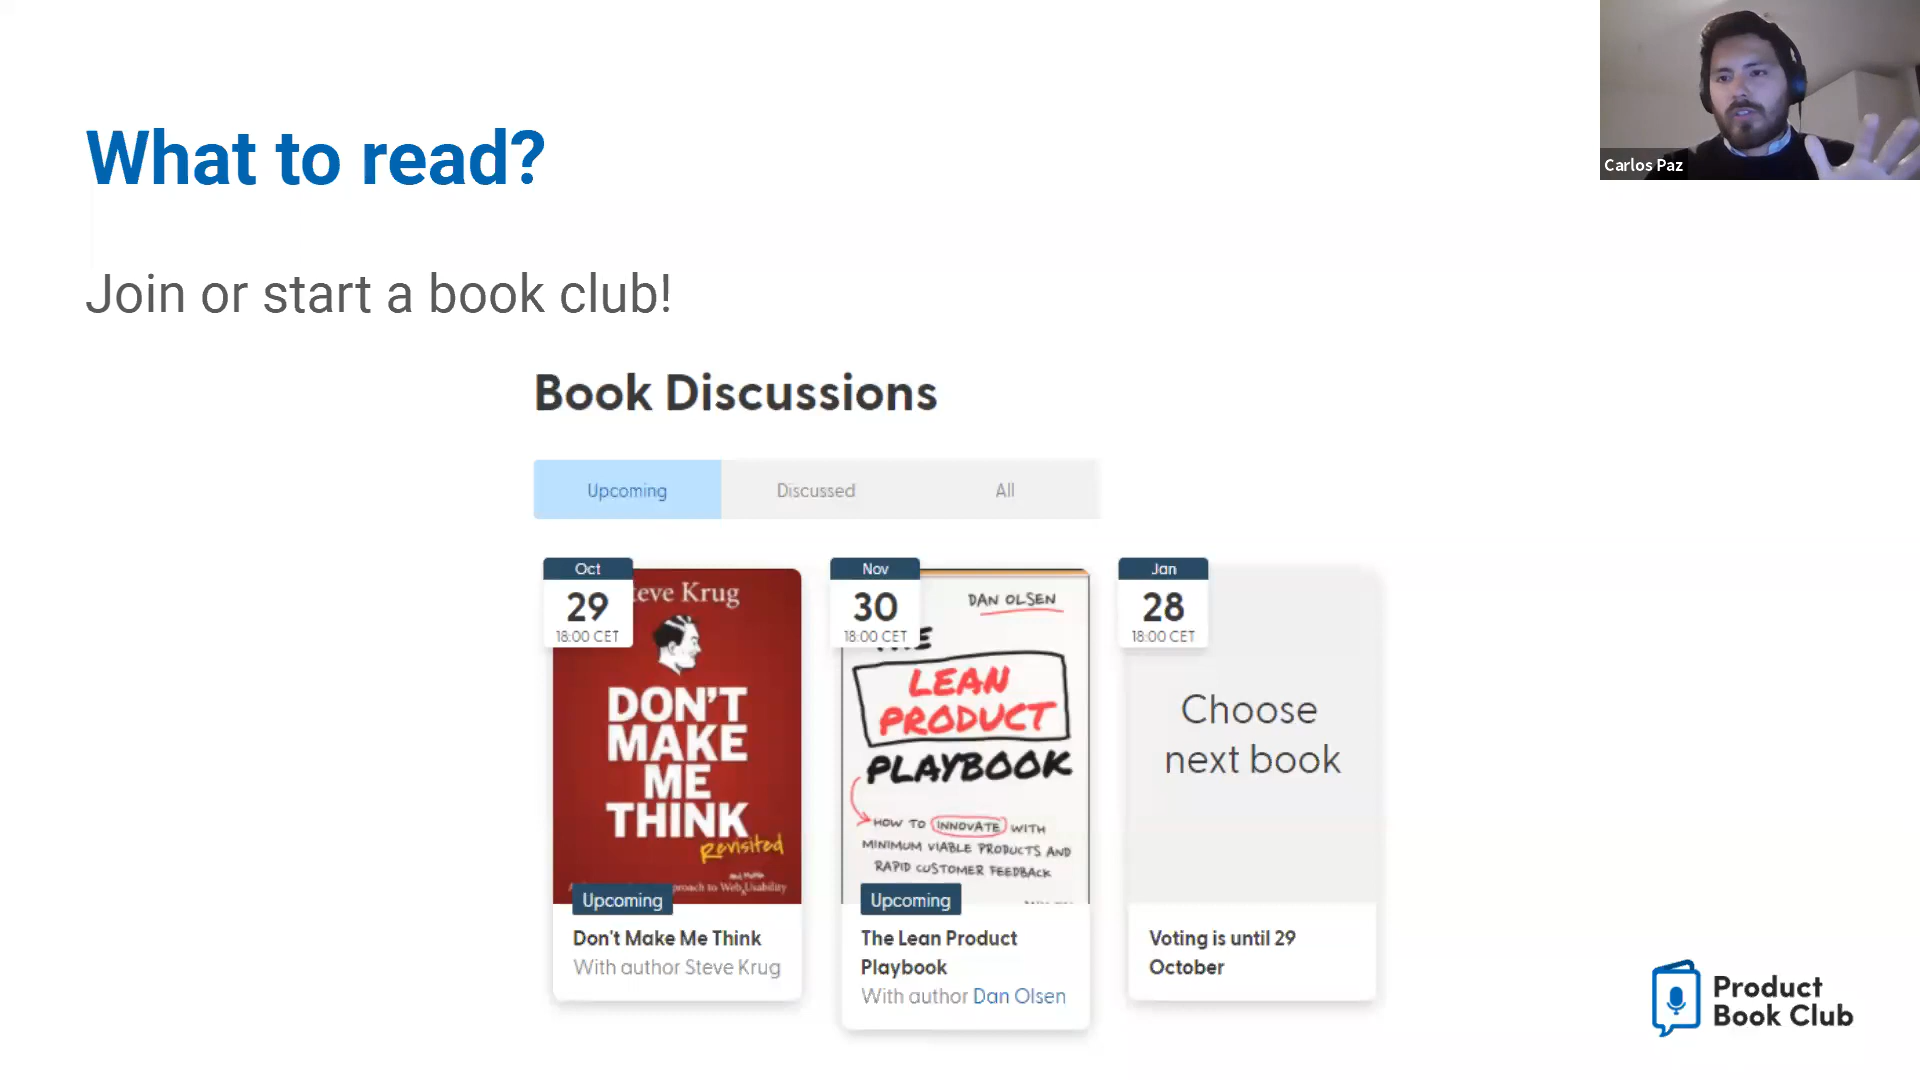 What to read?
Carlos Paz
Join or start a book club!
Book Discussions
Upcoming
Discussed
All
Oct
29
18:00 CET
eve Krug
DON'T
MAKE
ME
THINK
Revisited
proach to Web Usability
Upcoming
Don't Make Me Think
With author Steve Krug
Nov
30
18:00 CET
DAN OLSEN
LEAN
PRODUCT
PLAYBOOK
HOW TO INNOVATE WITH
MINIMUM VIABLE PRODUCTS AND
RAPID CUSTOMER FEEDBACK
Upcoming
The Lean Product
Playbook
With author Dan Olsen
Jan
28
18:00 CET
Choose
next book
Voting is until 29
October
Product
Book Club